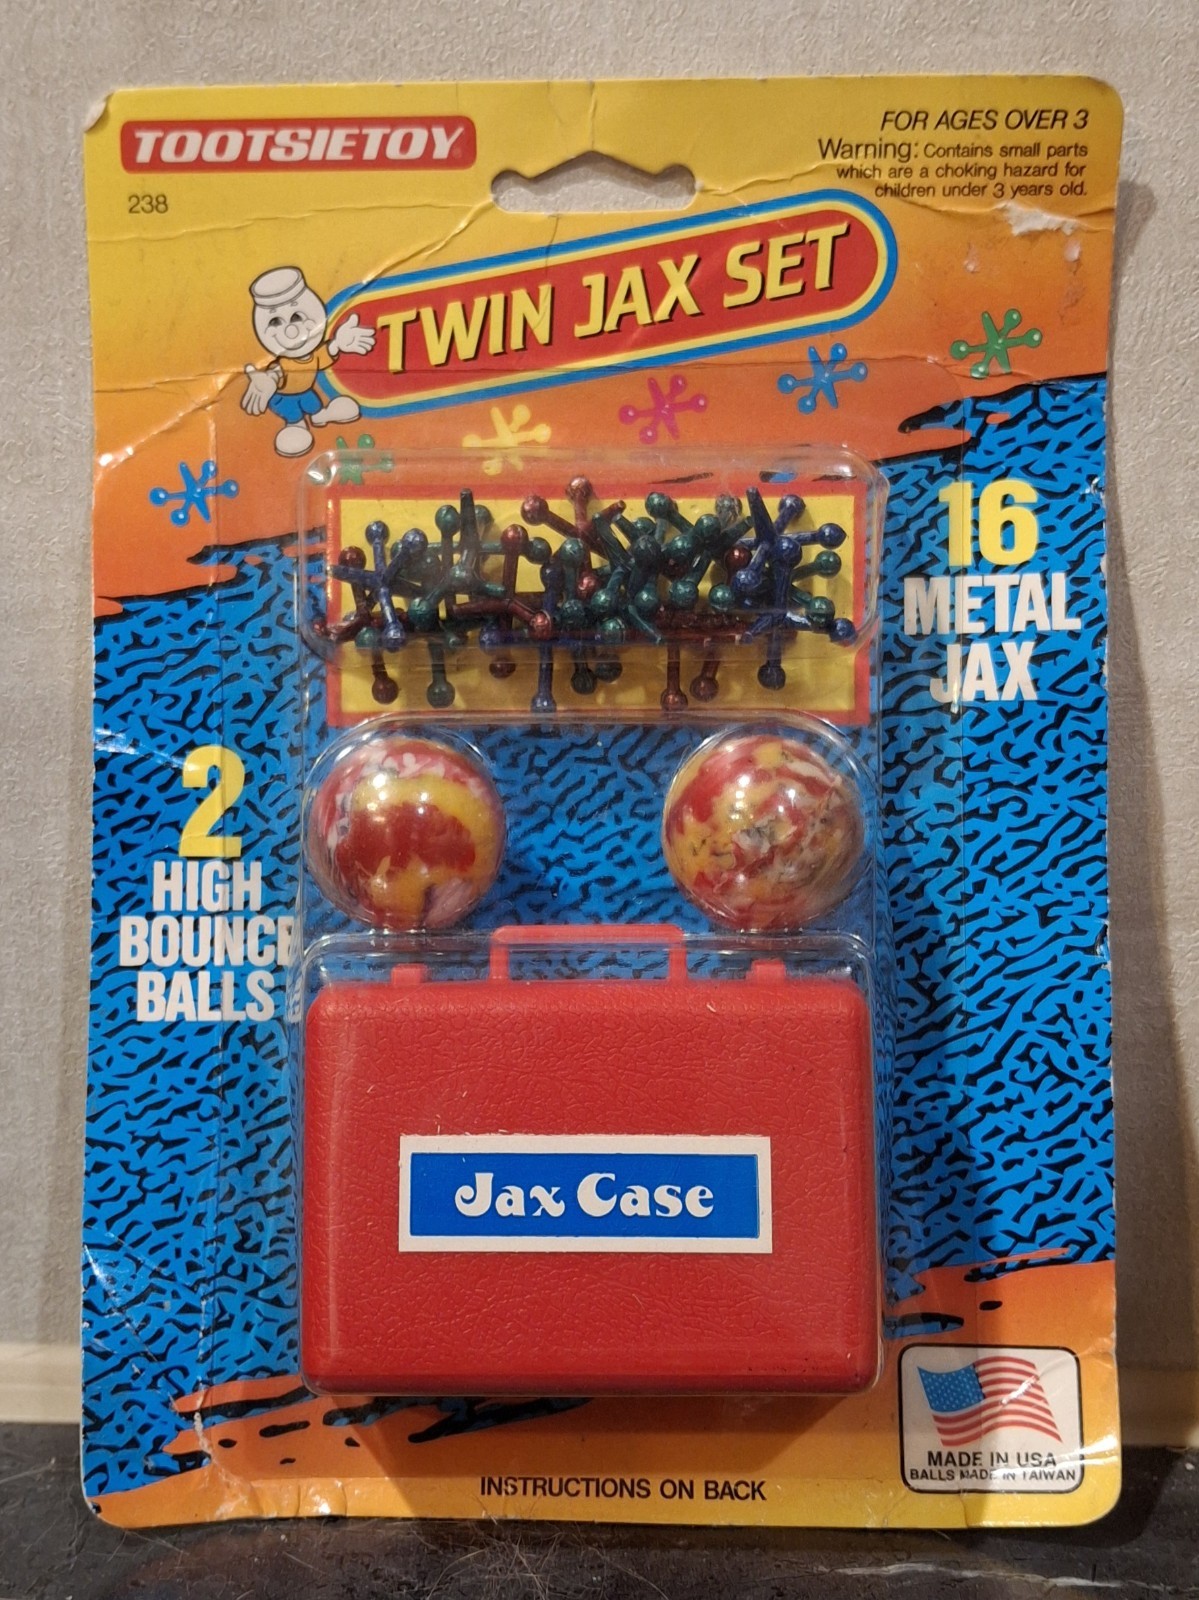 TOOTSIETOY
238
FOR AGES OVER 3
Warning: Contains small parts
which are a choking hazard for
children under 3 years old.
TWIN JAX SET
16
METAL
JAX
2
HIGH
BOUNCE
BALLS
Jax Case
MADE IN USA
BALLS MADE IN TAIWAN
INSTRUCTIONS ON BACK